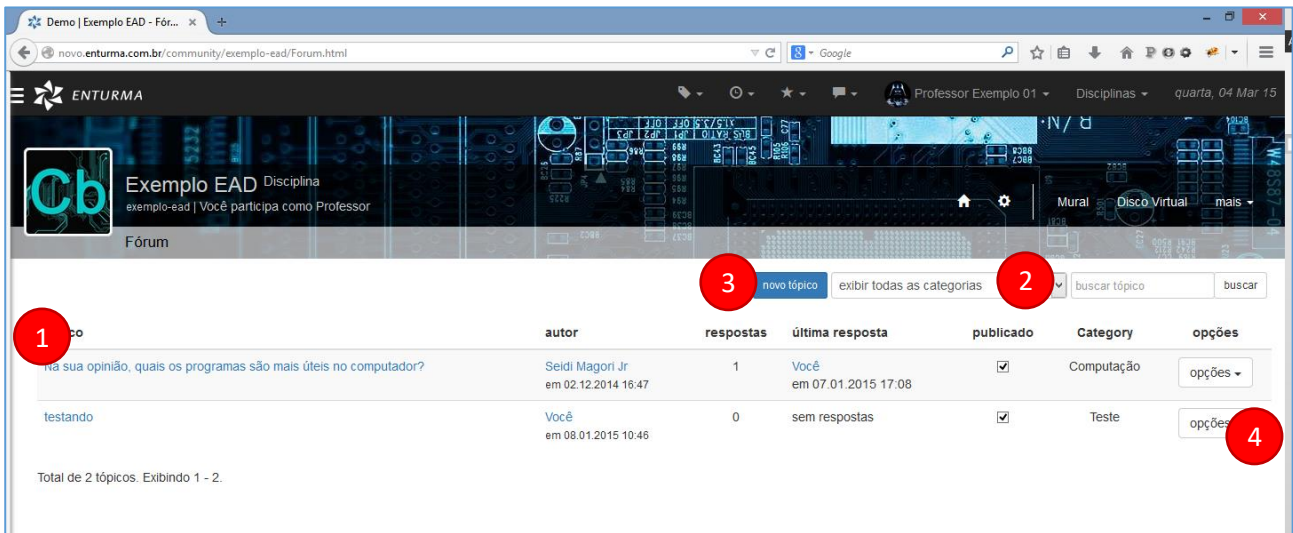 Demo | Exemplo EAD - Fór...
novo.enturma.com.br/community/exemplo-ead/Forum.html
Google
ENTURMA
Professor Exemplo 01
Disciplinas
quarta, 04 Mar 15
Cb
Exemplo EAD Disciplina
exemplo-ead | Você participa como Professor
Mural
Disco Virtual
mais
Fórum
3
novo tópico
exibir todas as categorias
2
buscar tópico
buscar
1
co autor respostas última resposta publicado Category opções
Na sua opinião, quais os programas são mais úteis no computador? Seidi Magori Jr 1 Você Computação opções
em 02.12.2014 16:47 em 07.01.2015 17:08
testando Você 0 sem respostas Teste opções
em 08.01.2015 10:46
4
Total de 2 tópicos. Exibindo 1 - 2.